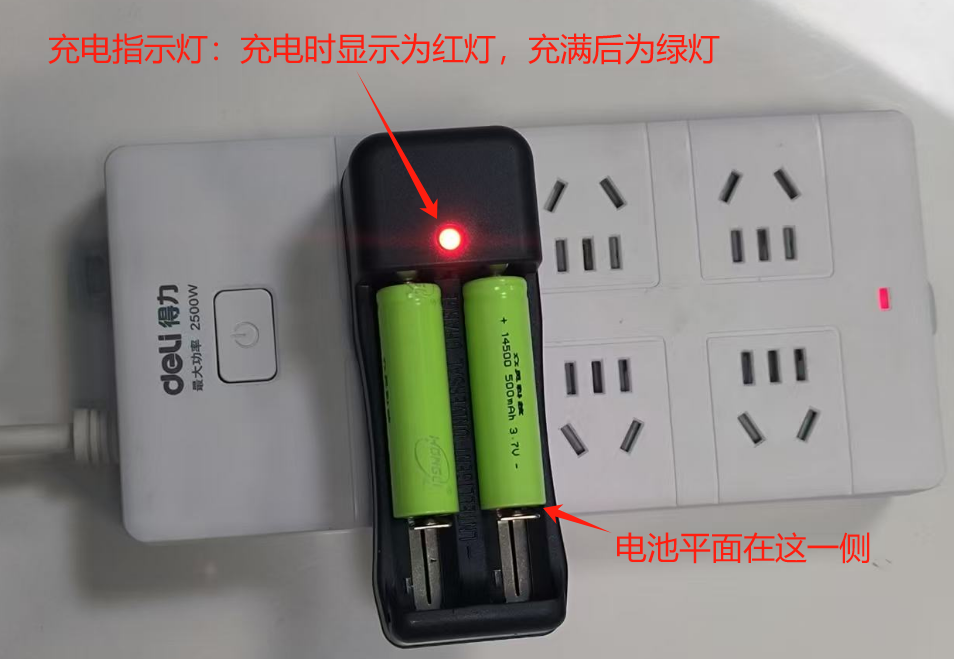 充电指示灯：充电时显示为红灯，充满后为绿灯
deli 得力
最大功率 2500W
+ 14500 500mAh 3.7V -
电池平面在这一侧